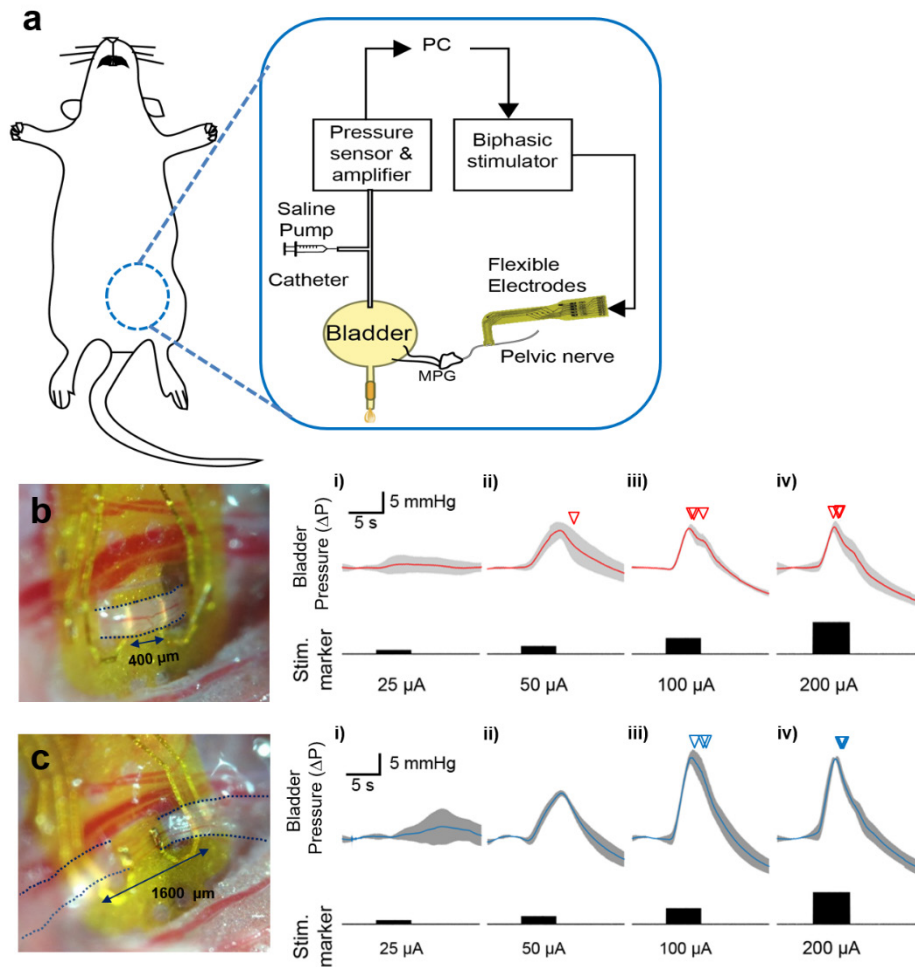 a
PC
Pressure
sensor &
amplifier
Biphasic
stimulator
Saline
Pump
Catheter
Flexible
Electrodes
Bladder
Pelvic nerve
MPG
b
400 µm
i)
ii)
iii)
iv)
5 mmHg
5 s
Bladder
Pressure (ΔP)
Stim.
marker
25 µA
50 µA
100 µA
200 µA
c
1600 µm
i)
ii)
iii)
iv)
5 mmHg
5 s
Bladder
Pressure (ΔP)
Stim.
marker
25 µA
50 µA
100 µA
200 µA